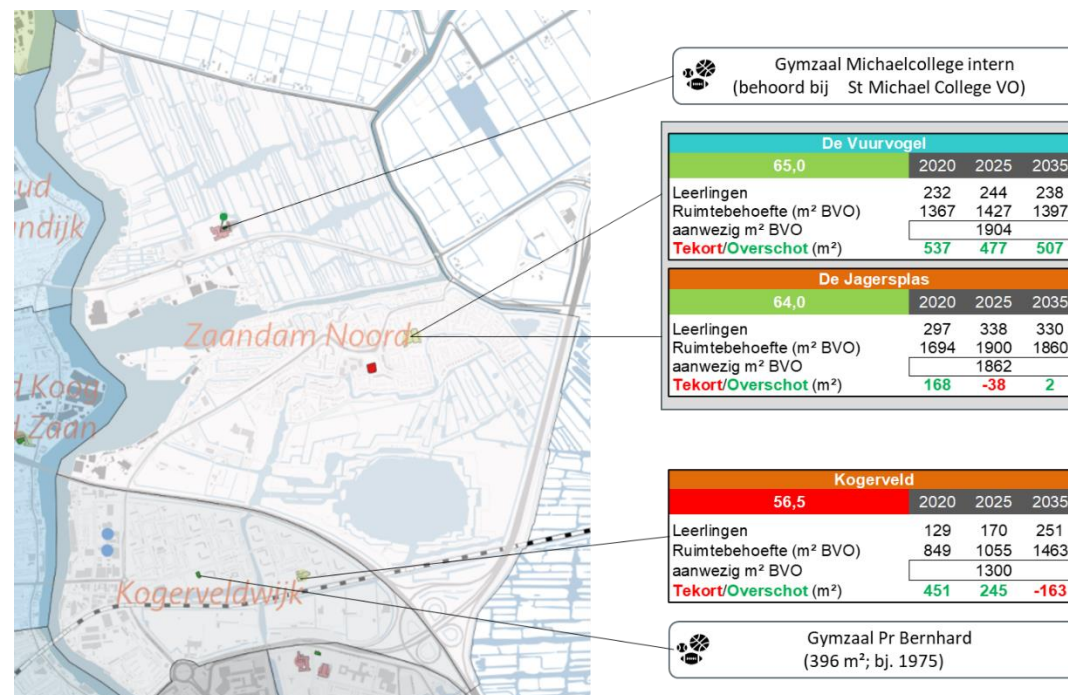 Gymzaal Michaelcollege intern
(behoord bij St Michael College VO)
De Vuurvogel
65,0 2020 2025 2035
Leerlingen 232 244 238
Ruimtebehoefte (m² BVO) 1367 1427 1397
aanwezig m² BVO 1904
Tekort/Overschot (m²) 537 477 507
De Jagersplas
64,0 2020 2025 2035
Leerlingen 297 338 330
Ruimtebehoefte (m² BVO) 1694 1900 1860
aanwezig m² BVO 1862
Tekort/Overschot (m²) 168 -38 2
Kogerveld
56,5 2020 2025 2035
Leerlingen 129 170 251
Ruimtebehoefte (m² BVO) 849 1055 1463
aanwezig m² BVO 1300
Tekort/Overschot (m²) 451 245 -163
Gymzaal Pr Bernhard
(396 m²; bj. 1975)
ud
andijk
Zaandam Noord
d Koog
d Zaan
Kogerveldwijk